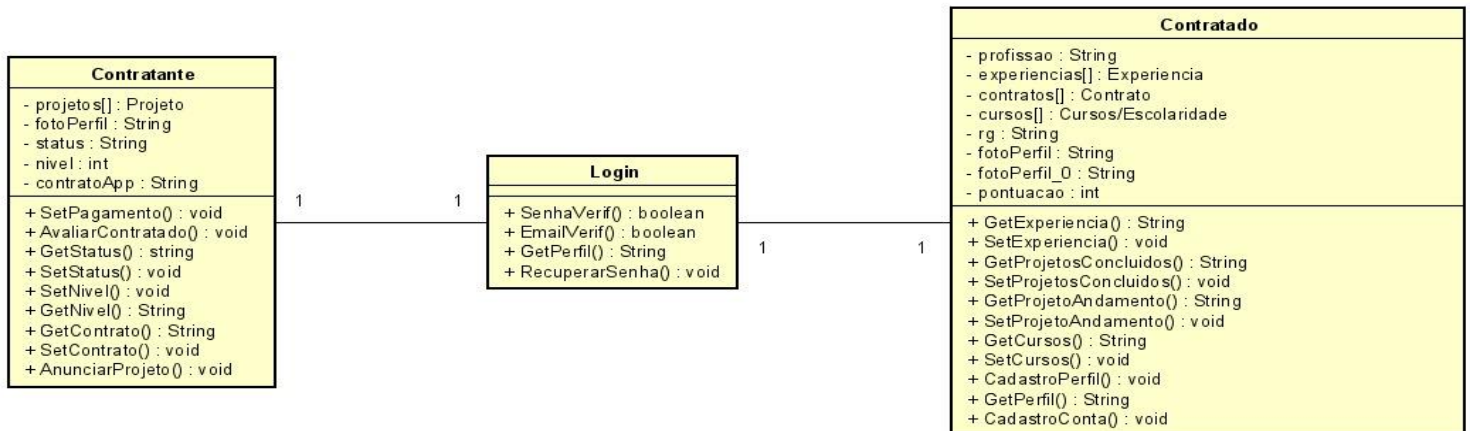 Contratante
- projetos[] : Projeto
- fotoPerfil : String
- status : String
- nivel : int
- contratoApp : String
+ SetPagamento() : void
+ AvaliarContratado() : void
+ GetStatus() : string
+ SetStatus() : void
+ SetNivel() : void
+ GetNivel() : String
+ GetContrato() : String
+ SetContrato() : void
+ AnunciarProjeto() : void
1
1
Login
+ SenhaVerif() : boolean
+ EmailVerif() : boolean
+ GetPerfil() : String
+ RecuperarSenha() : void
1
1
Contratado
- profissao : String
- experiencias[] : Experiencia
- contratos[] : Contrato
- cursos[] : Cursos/Escolaridade
- rg : String
- fotoPerfil : String
- fotoPerfil_0 : String
- pontuacao : int
+ GetExperiencia() : String
+ SetExperiencia() : void
+ GetProjetosConcluidos() : String
+ SetProjetosConcluidos() : void
+ GetProjetoAndamento() : String
+ SetProjetoAndamento() : void
+ GetCursos() : String
+ SetCursos() : void
+ CadastroPerfil() : void
+ GetPerfil() : String
+ CadastroConta() : void